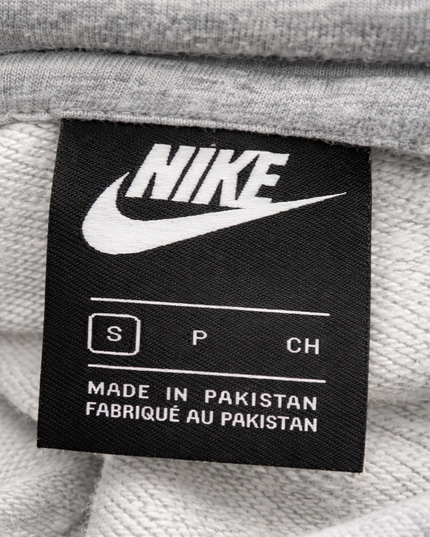 NIKE
S P CH
MADE IN PAKISTAN
FABRIQUÉ AU PAKISTAN